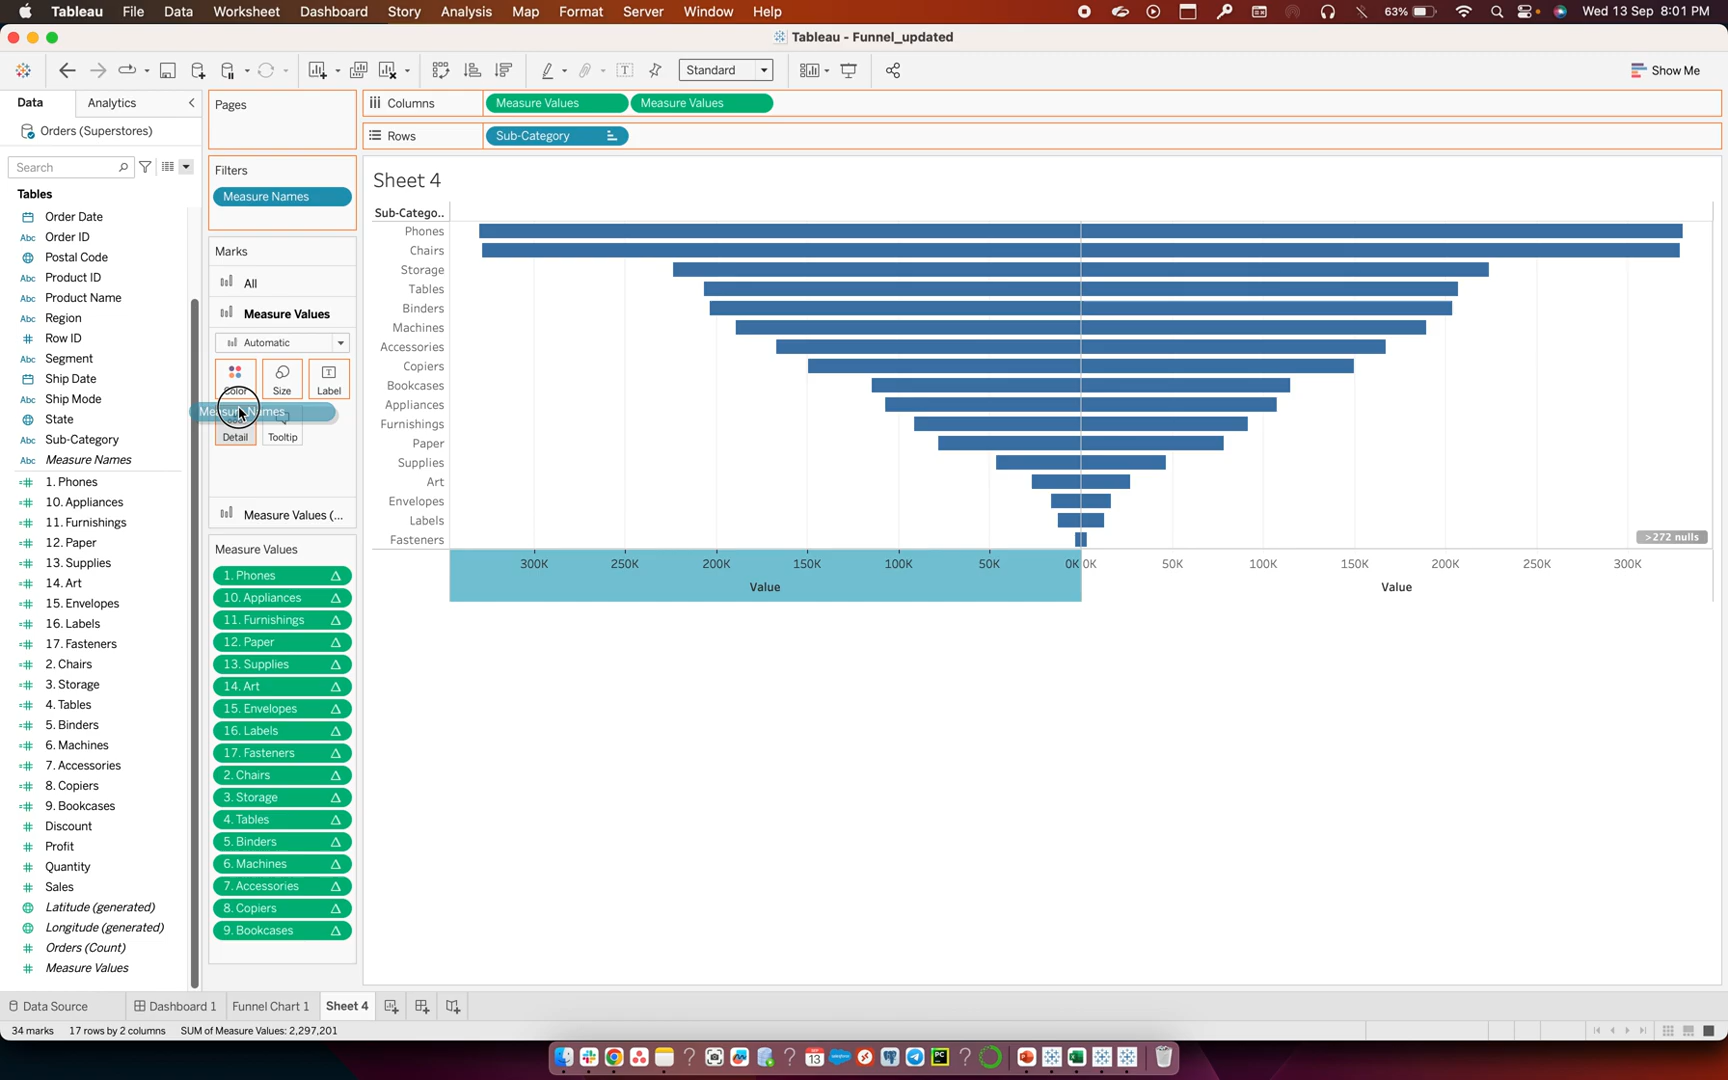 Tableau File Data Worksheet Dashboard Story Analysis Map Format Server Window Help 63% Wed 13 Sep 8:01 PM
Tableau - Funnel_updated
Standard Show Me
Data Analytics
Orders (Superstores)
Search
Tables
Order Date
Order ID
Postal Code
Product ID
Product Name
Region
Row ID
Segment
Ship Date
Ship Mode
State
Sub-Category
Measure Names
1. Phones
10. Appliances
11. Furnishings
12. Paper
13. Supplies
14. Art
15. Envelopes
16. Labels
17. Fasteners
2. Chairs
3. Storage
4. Tables
5. Binders
6. Machines
7. Accessories
8. Copiers
9. Bookcases
Discount
Profit
Quantity
Sales
Latitude (generated)
Longitude (generated)
Orders (Count)
Measure Values
Pages
Filters
Measure Names
Marks
All
Measure Values
Automatic
Color Size Label
Measure Names
Detail Tooltip
Measure Values (...
Measure Values
1. Phones
10. Appliances
11. Furnishings
12. Paper
13. Supplies
14. Art
15. Envelopes
16. Labels
17. Fasteners
2. Chairs
3. Storage
4. Tables
5. Binders
6. Machines
7. Accessories
8. Copiers
9. Bookcases
Columns Measure Values Measure Values
Rows Sub-Category
Sheet 4
Sub-Catego..
Phones
Chairs
Storage
Tables
Binders
Machines
Accessories
Copiers
Bookcases
Appliances
Furnishings
Paper
Supplies
Art
Envelopes
Labels
Fasteners
>272 nulls
300K 250K 200K 150K 100K 50K 0K 0K 50K 100K 150K 200K 250K 300K
Value Value
Data Source Dashboard 1 Funnel Chart 1 Sheet 4
34 marks 17 rows by 2 columns SUM of Measure Values: 2,297,201